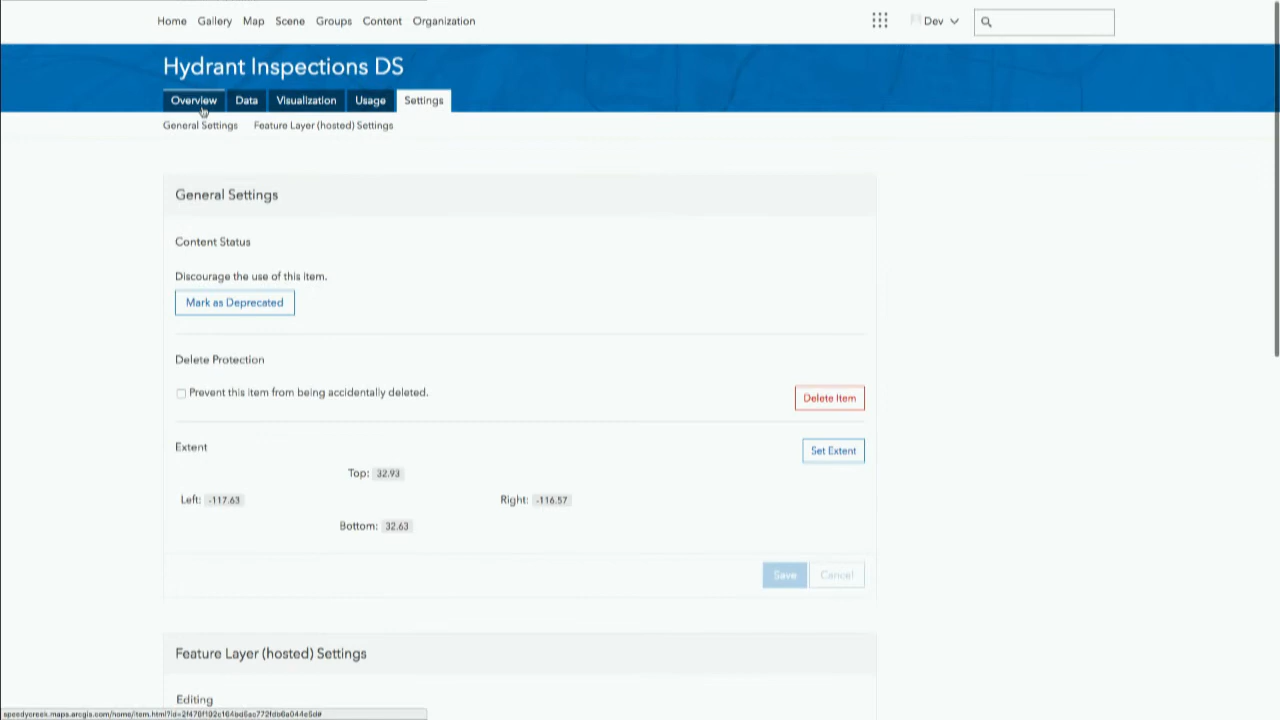 Home Gallery Map Scene Groups Content Organization Dev
Hydrant Inspections DS
Overview Data Visualization Usage Settings
General Settings Feature Layer (hosted) Settings
General Settings
Content Status
Discourage the use of this item.
Mark as Deprecated
Delete Protection
Prevent this item from being accidentally deleted.
Delete Item
Extent
Set Extent
Top: 32.93
Left: -117.63 Right: -116.57
Bottom: 32.63
Save Cancel
Feature Layer (hosted) Settings
Editing